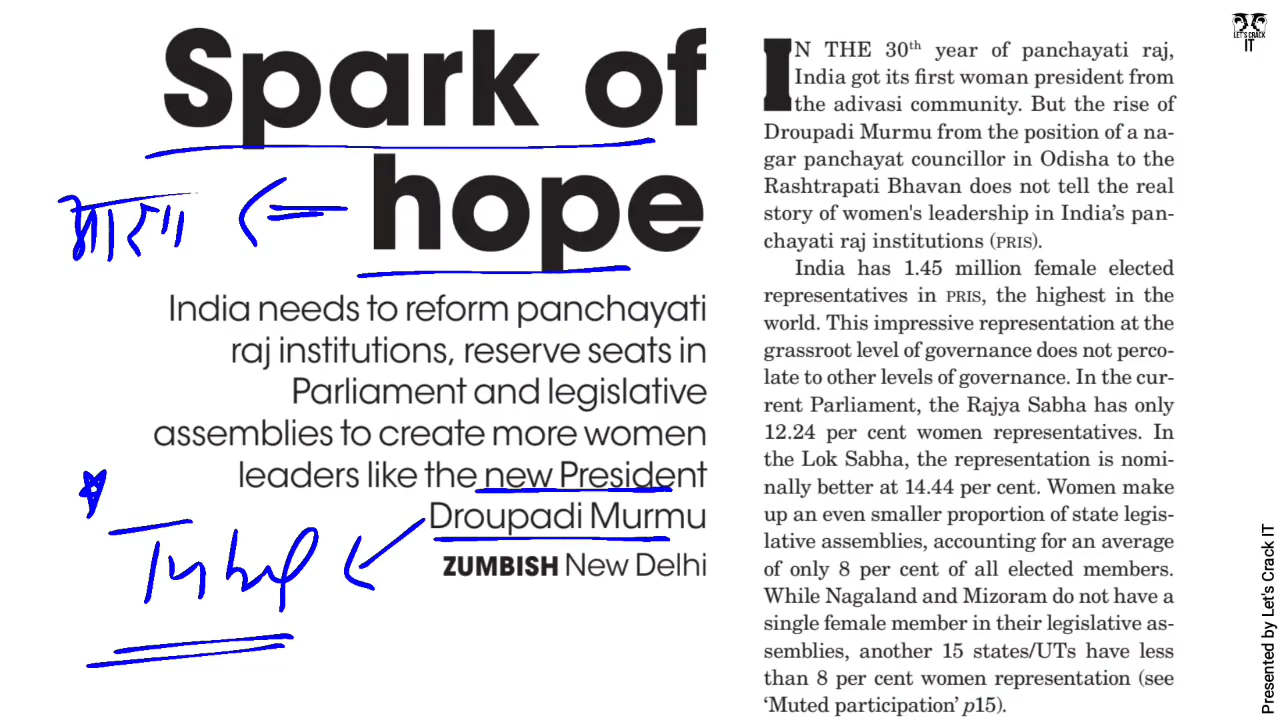 Spark of
hope
India needs to reform panchayati
raj institutions, reserve seats in
Parliament and legislative
assemblies to create more women
leaders like the new President
Droupadi Murmu
ZUMBISH New Delhi
IN THE 30th year of panchayati raj,
India got its first woman president from
the adivasi community. But the rise of
Droupadi Murmu from the position of a na-
gar panchayat councillor in Odisha to the
Rashtrapati Bhavan does not tell the real
story of women's leadership in India's pan-
chayati raj institutions (PRIS).
India has 1.45 million female elected
representatives in PRIS, the highest in the
world. This impressive representation at the
grassroot level of governance does not perco-
late to other levels of governance. In the cur-
rent Parliament, the Rajya Sabha has only
12.24 per cent women representatives. In
the Lok Sabha, the representation is nomi-
nally better at 14.44 per cent. Women make
up an even smaller proportion of state legis-
lative assemblies, accounting for an average
of only 8 per cent of all elected members.
While Nagaland and Mizoram do not have a
single female member in their legislative as-
semblies, another 15 states/UTs have less
than 8 per cent women representation (see
'Muted participation' p15).
LET'S CRACK
IT
Presented by Let's Crack IT